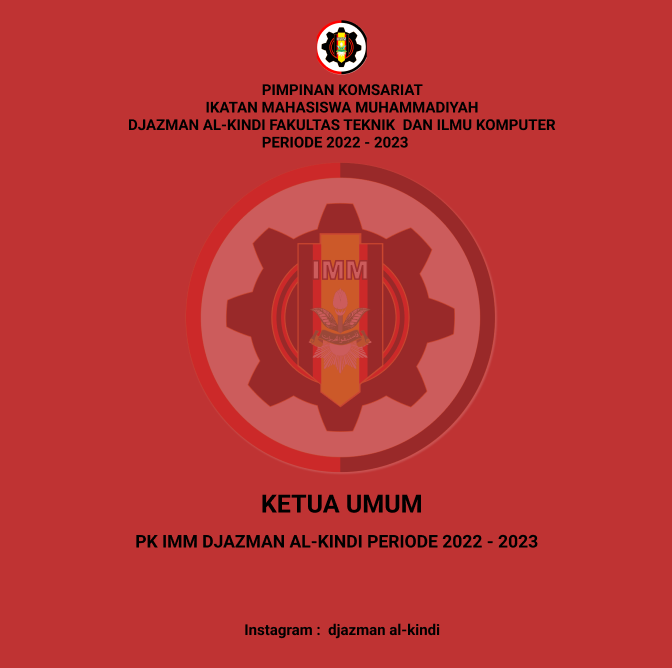 PIMPINAN KOMSARIAT
IKATAN MAHASISWA MUHAMMADIYAH
DJAZMAN AL-KINDI FAKULTAS TEKNIK DAN ILMU KOMPUTER
PERIODE 2022 - 2023
IMM
KETUA UMUM
PK IMM DJAZMAN AL-KINDI PERIODE 2022 - 2023
Instagram : djazman al-kindi